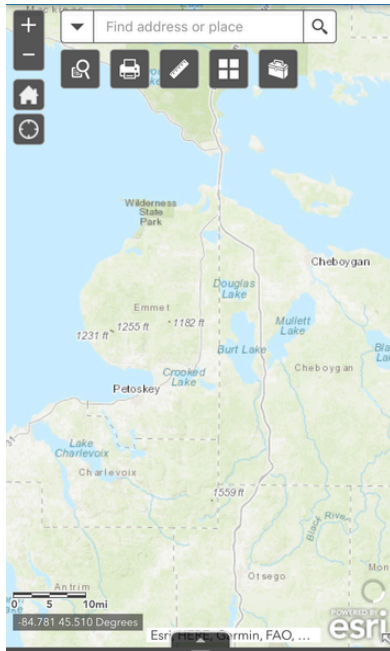 Mackinac
+
−
Find address or place
Wilderness
State
Park
Cheboygan
Douglas
Lake
Emmet
1231 ft
1255 ft
1182 ft
Mullett
Lake
Burt Lake
Crooked
Lake
Cheboygan
Petoskey
Lake
Charlevoix
Charlevoix
1559 ft
Black River
Otsego
Antrim
0 5 10mi
-84.781 45.510 Degrees
Esri, HERE, Garmin, FAO, ...
POWERED BY
esri